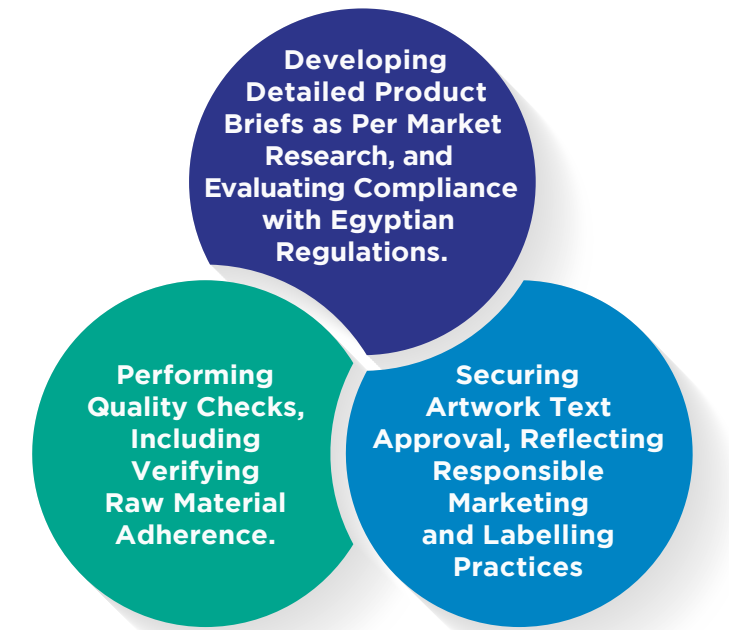 Developing
Detailed Product
Briefs as Per Market
Research, and
Evaluating Compliance
with Egyptian
Regulations.
Performing
Quality Checks,
Including
Verifying
Raw Material
Adherence.
Securing
Artwork Text
Approval, Reflecting
Responsible
Marketing
and Labelling
Practices